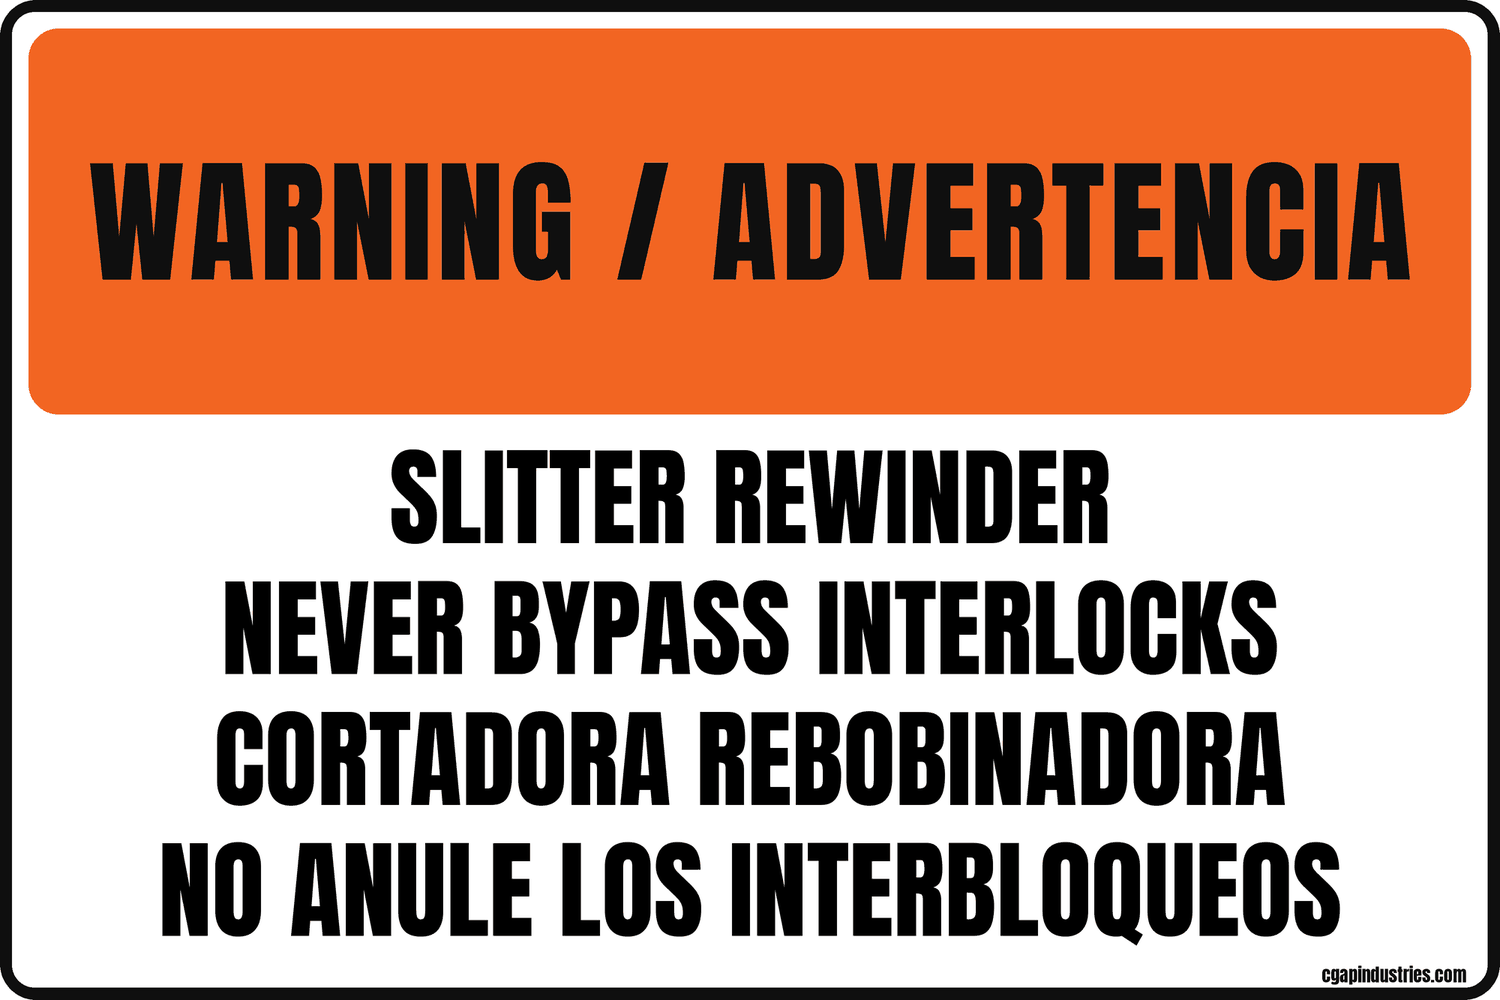 WARNING / ADVERTENCIA
SLITTER REWINDER
NEVER BYPASS INTERLOCKS
CORTADORA REBOBINADORA
NO ANULE LOS INTERBLOQUEOS
cgapindustries.com